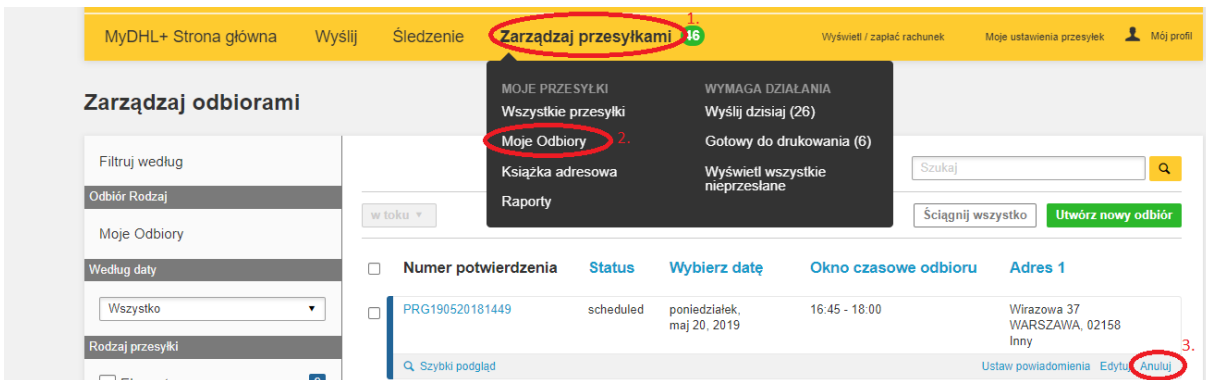 1.
MyDHL+ Strona główna Wyślij Śledzenie Zarządzaj przesyłkami 46 Wyświetl / zapłać rachunek Moje ustawienia przesyłek Mój profil
MOJE PRZESYŁKI
Wszystkie przesyłki
Moje Odbiory 2.
Książka adresowa
Raporty
WYMAGA DZIAŁANIA
Wyślij dzisiaj (26)
Gotowy do drukowania (6)
Wyświetl wszystkie
nieprzesłane
Zarządzaj odbiorami
Filtruj według
Odbiór Rodzaj
Moje Odbiory
Według daty
Wszystko
Rodzaj przesyłki
Szukaj
w toku
Ściągnij wszystko Utwórz nowy odbiór
Numer potwierdzenia Status Wybierz datę Okno czasowe odbioru Adres 1
PRG190520181449 scheduled poniedziałek, 16:45 - 18:00 Wirazowa 37
maj 20, 2019 WARSZAWA, 02158
Inny
3.
Szybki podgląd Ustaw powiadomienia Edytuj Anuluj